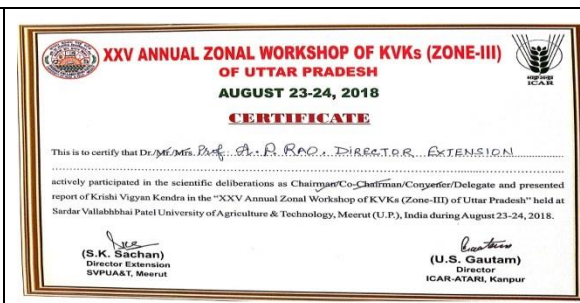 XXV ANNUAL ZONAL WORKSHOP OF KVKs (ZONE-III)
OF UTTAR PRADESH
AUGUST 23-24, 2018
ICAR
CERTIFICATE
This is to certify that Dr./Mr./Mrs. Prof. A. P. RAO, DIRECTOR EXTENSION
actively participated in the scientific deliberations as Chairman/Co-Chairman/Convener/Delegate and presented
report of Krishi Vigyan Kendra in the "XXV Annual Zonal Workshop of KVKs (Zone-III) of Uttar Pradesh" held at
Sardar Vallabhbhai Patel University of Agriculture & Technology, Meerut (U.P.), India during August 23-24, 2018.
(S.K. Sachan)
Director Extension
SVPUA&T, Meerut
(U.S. Gautam)
Director
ICAR-ATARI, Kanpur